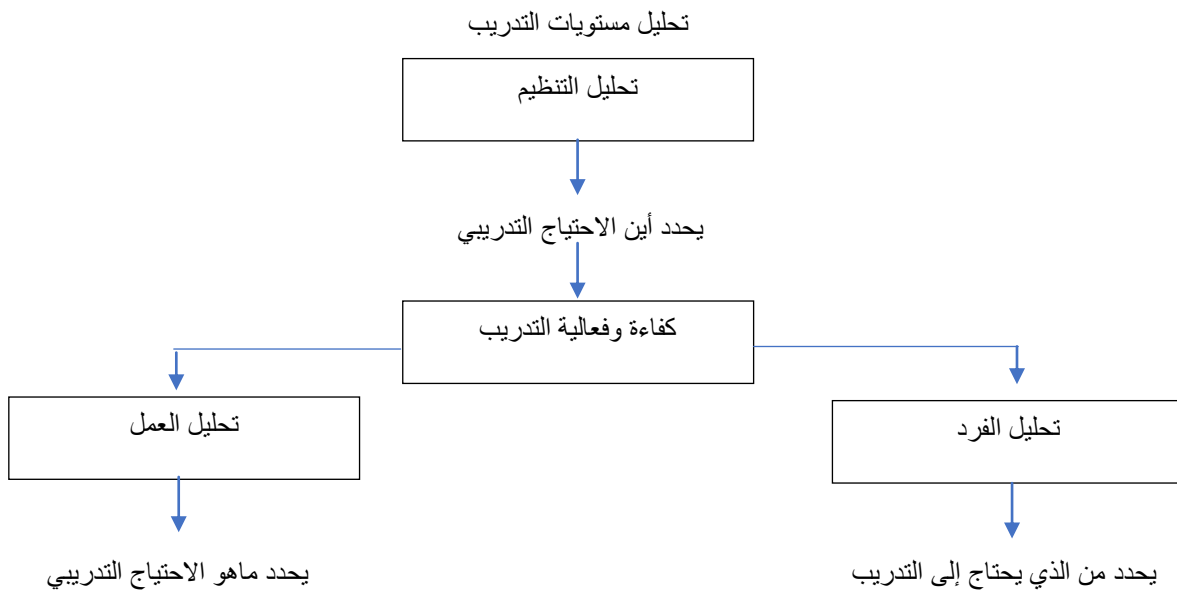 تحليل مستويات التدريب
تحليل التنظيم
يحدد أين الاحتياج التدريبي
كفاءة وفعالية التدريب
تحليل الفرد
تحليل العمل
يحدد من الذي يحتاج إلى التدريب
يحدد ماهو الاحتياج التدريبي